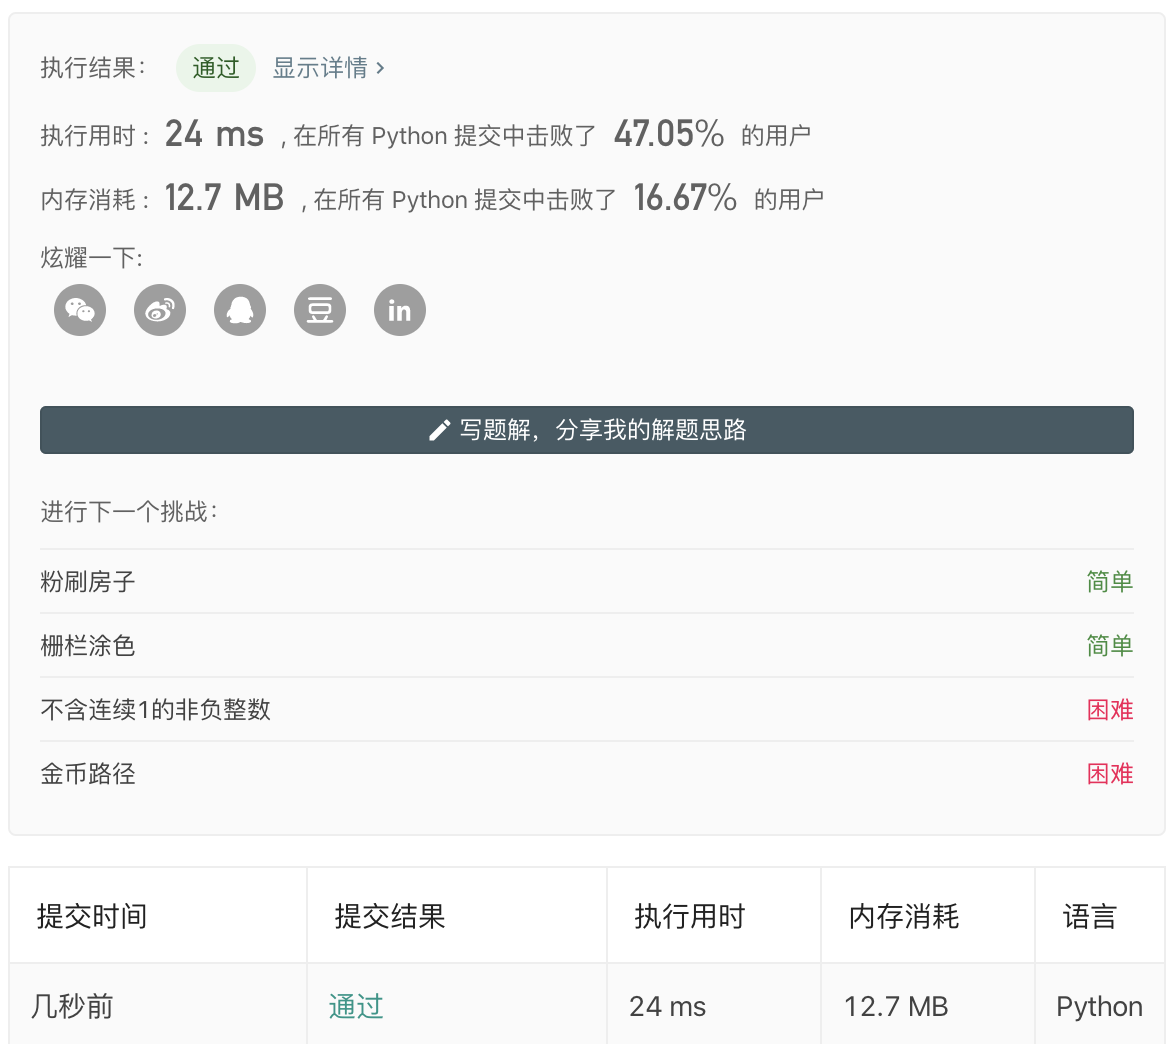 执行结果： 通过 显示详情 >
执行用时 : 24 ms , 在所有 Python 提交中击败了 47.05% 的用户
内存消耗 : 12.7 MB , 在所有 Python 提交中击败了 16.67% 的用户
炫耀一下:
豆 in
写题解，分享我的解题思路
进行下一个挑战：
粉刷房子 简单
栅栏涂色 简单
不含连续1的非负整数 困难
金币路径 困难
提交时间 提交结果 执行用时 内存消耗 语言
几秒前 通过 24 ms 12.7 MB Python